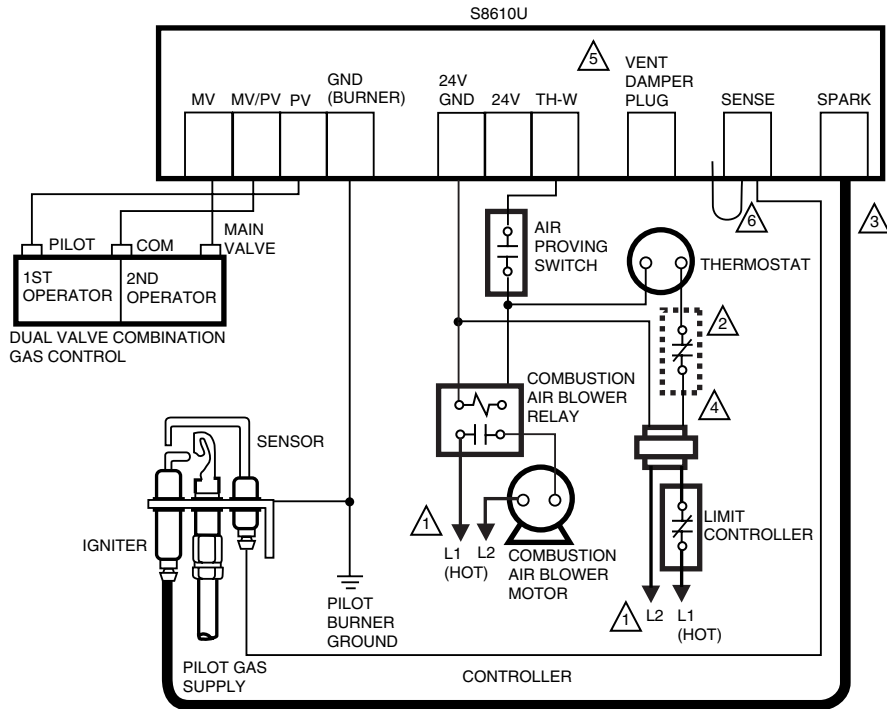 S8610U
5
MV
MV/PV
PV
GND
(BURNER)
24V
GND
24V
TH-W
VENT
DAMPER
PLUG
SENSE
SPARK
6
3
PILOT
COM
MAIN
VALVE
1ST
OPERATOR
2ND
OPERATOR
DUAL VALVE COMBINATION
GAS CONTROL
AIR
PROVING
SWITCH
THERMOSTAT
2
4
COMBUSTION
AIR BLOWER
RELAY
SENSOR
IGNITER
1
L1
(HOT)
L2
COMBUSTION
AIR BLOWER
MOTOR
LIMIT
CONTROLLER
1
L2
L1
(HOT)
PILOT
BURNER
GROUND
PILOT GAS
SUPPLY
CONTROLLER